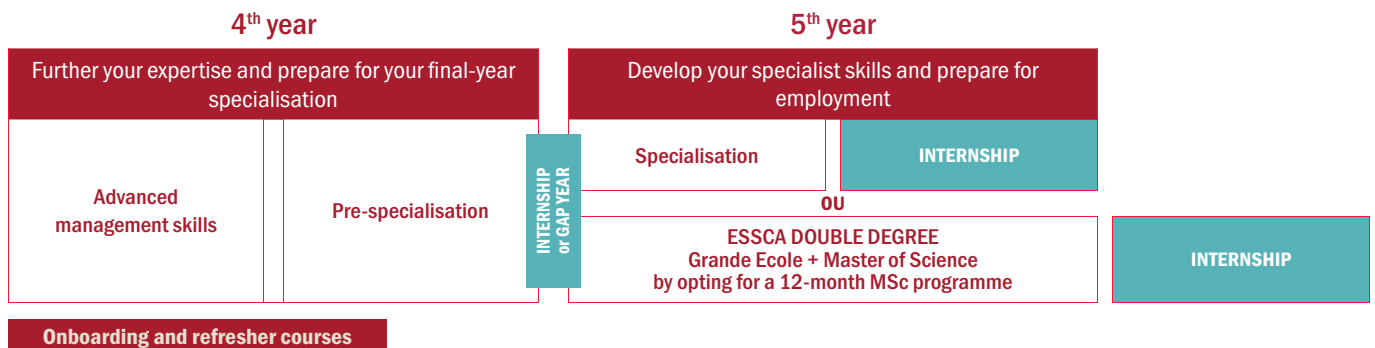 4th year
Further your expertise and prepare for your final-year
specialisation
Advanced
management skills
Pre-specialisation
INTERNSHIP
or GAP YEAR
5th year
Develop your specialist skills and prepare for
employment
Specialisation
INTERNSHIP
OU
ESSCA DOUBLE DEGREE
Grande Ecole + Master of Science
by opting for a 12-month MSc programme
INTERNSHIP
Onboarding and refresher courses